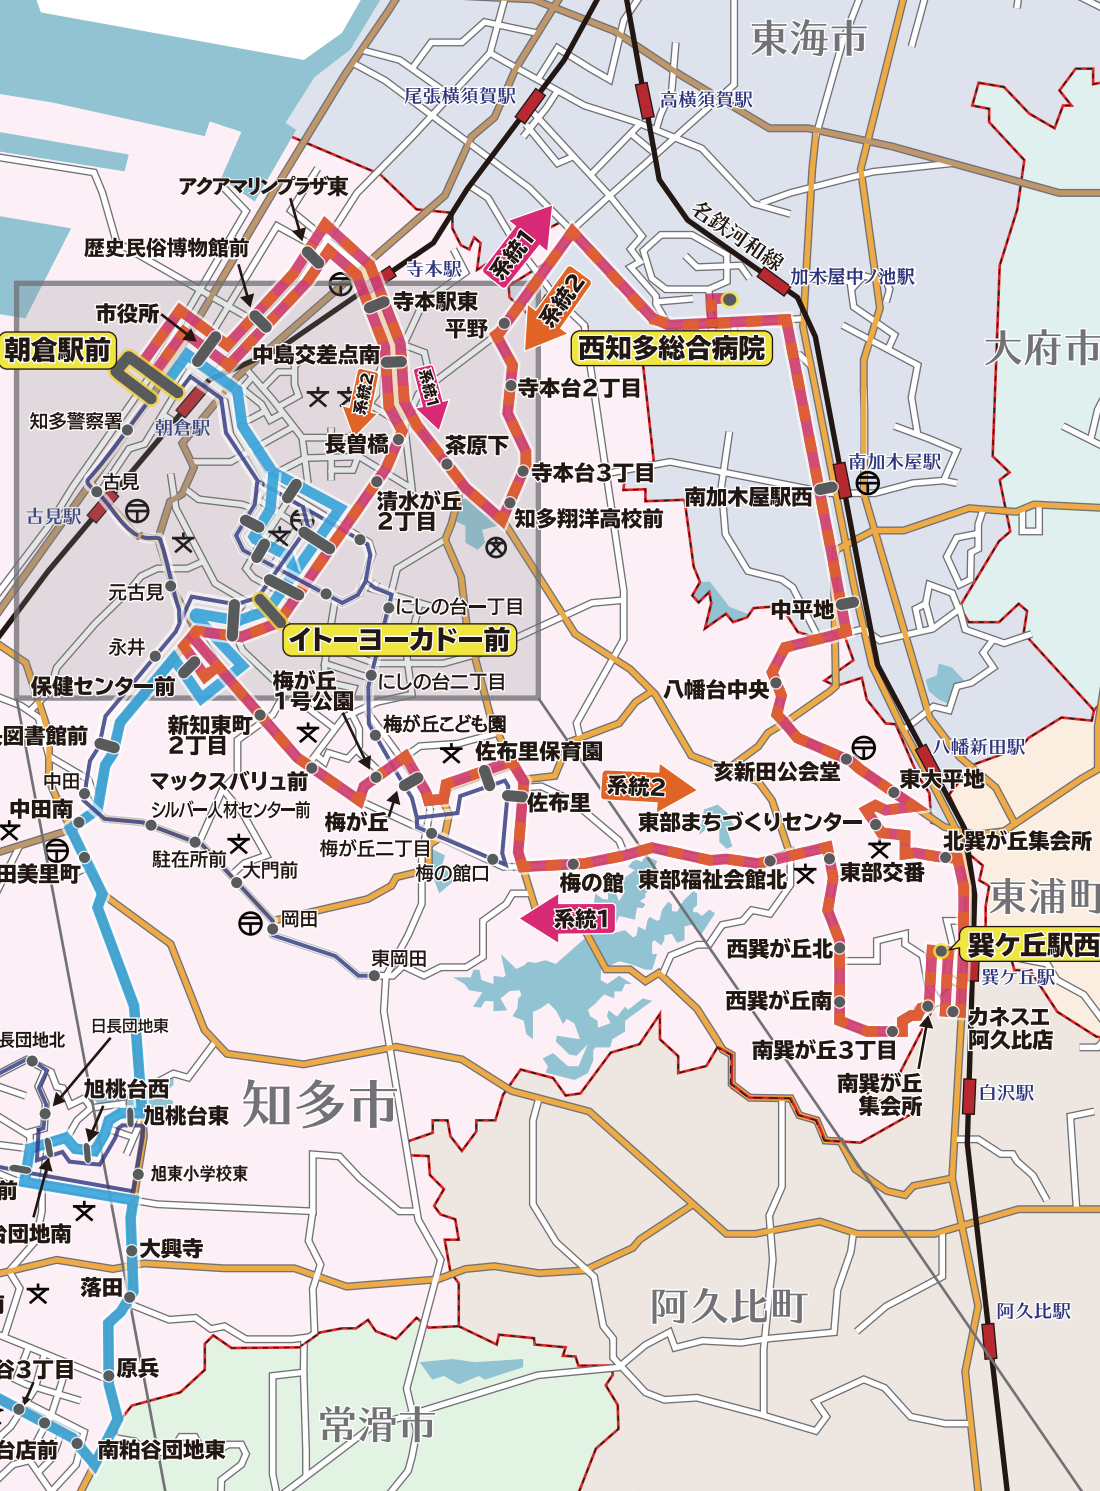 東海市
尾張横須賀駅
高横須賀駅
アクアマリンプラザ東
名鉄河和線
歴史民俗博物館前
系統1
寺本駅
加木屋中ノ池駅
系統2
市役所
寺本駅東
平野
朝倉駅前
中島交差点南
西知多総合病院
大府市
系統2
系統1
寺本台2丁目
知多警察署
朝倉駅
長曽橋
茶原下
寺本台3丁目
南加木屋駅
古見
清水が丘
2丁目
南加木屋駅西
古見駅
知多翔洋高校前
元古見
にしの台一丁目
中平地
永井
イトーヨーカドー前
保健センター前
梅が丘
1号公園
にしの台二丁目
八幡台中央
新知東町
2丁目
梅が丘こども園
図書館前
佐布里保育園
八幡新田駅
中田
マックスバリュ前
系統2
亥新田公会堂
東大平地
中田南
シルバー人材センター前
佐布里
梅が丘
東部まちづくりセンター
北巽が丘集会所
駐在所前
梅が丘二丁目
田美里町
大門前
梅の館口
梅の館
東部福祉会館北
東部交番
東浦町
岡田
系統1
西巽が丘北
巽ケ丘駅西
東岡田
巽ケ丘駅
西巽が丘南
カネスエ
阿久比店
日長団地東
長団地北
南巽が丘3丁目
旭桃台西
知多市
南巽が丘
集会所
白沢駅
旭桃台東
旭東小学校東
前
台団地南
大興寺
落田
阿久比町
阿久比駅
谷3丁目
原兵
常滑市
台店前
南粕谷団地東